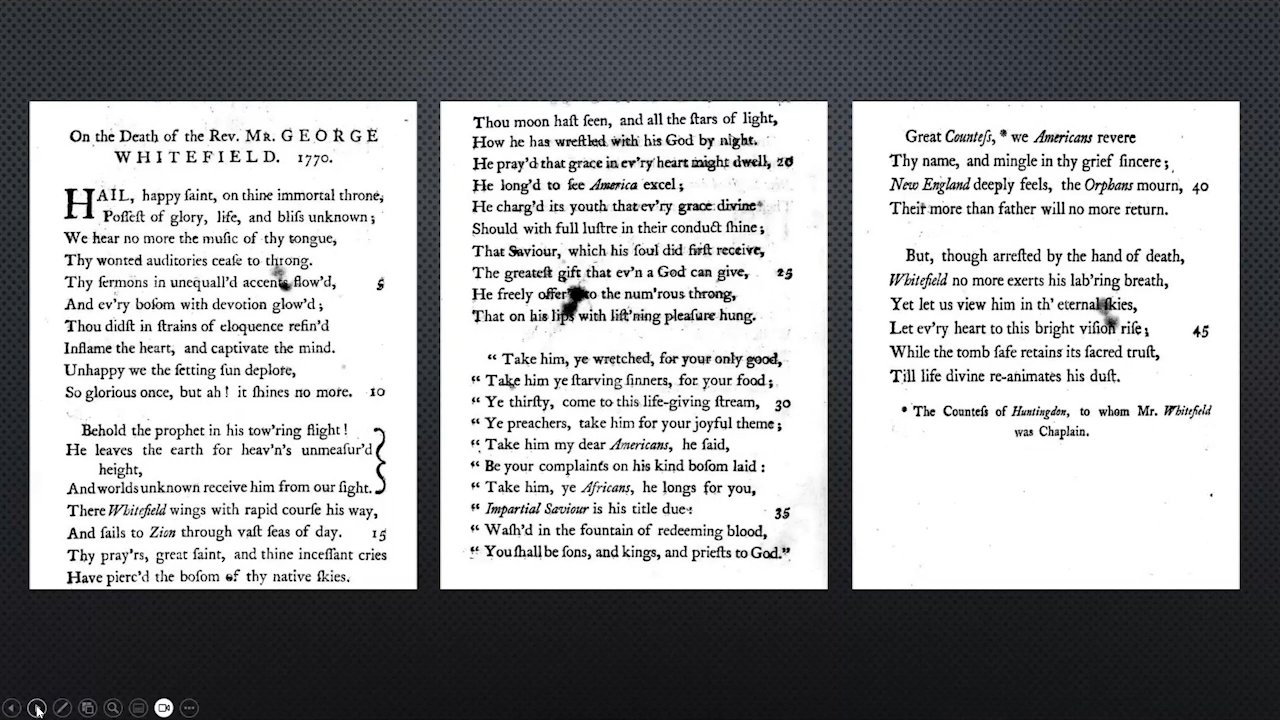 On the Death of the Rev. MR. GEORGE
WHITEFIELD. 1770.
HAIL, happy ſaint, on thine immortal throne,
Poſſeſt of glory, life, and bliſs unknown;
We hear no more the muſic of thy tongue,
Thy wonted auditories ceaſe to throng.
Thy ſermons in unequall'd accents flow'd, 5
And ev'ry boſom with devotion glow'd;
Thou didſt in ſtrains of eloquence refin'd
Inflame the heart, and captivate the mind.
Unhappy we the ſetting ſun deplore,
So glorious once, but ah! it ſhines no more. 10
Behold the prophet in his tow'ring flight!
He leaves the earth for heav'n's unmeaſur'd
height,
And worlds unknown receive him from our ſight.
There Whitefield wings with rapid courſe his way,
And ſails to Zion through vaſt ſeas of day. 15
Thy pray'rs, great ſaint, and thine inceſſant cries
Have pierc'd the boſom of thy native ſkies.
Thou moon haſt ſeen, and all the ſtars of light,
How he has wreſtled with his God by night.
He pray'd that grace in ev'ry heart might dwell, 20
He long'd to ſee America excel;
He charg'd its youth that ev'ry grace divine
Should with full luſtre in their conduct ſhine;
That Saviour, which his ſoul did firſt receive,
The greateſt gift that ev'n a God can give, 25
He freely offer'd to the num'rous throng,
That on his lips with liſt'ning pleaſure hung.
" Take him, ye wretched, for your only good,
" Take him ye ſtarving ſinners, for your food;
" Ye thirſty, come to this life-giving ſtream, 30
" Ye preachers, take him for your joyful theme;
" Take him my dear Americans, he ſaid,
" Be your complaints on his kind boſom laid:
" Take him, ye Africans, he longs for you,
" Impartial Saviour is his title due: 35
" Waſh'd in the fountain of redeeming blood,
" You ſhall be ſons, and kings, and prieſts to God."
Great Counteſs, * we Americans revere
Thy name, and mingle in thy grief ſincere;
New England deeply feels, the Orphans mourn, 40
Their more than father will no more return.
But, though arreſted by the hand of death,
Whitefield no more exerts his lab'ring breath,
Yet let us view him in th' eternal ſkies,
Let ev'ry heart to this bright viſion riſe; 45
While the tomb ſafe retains its ſacred truſt,
Till life divine re-animates his duſt.
* The Counteſs of Huntingdon, to whom Mr. Whitefield
was Chaplain.